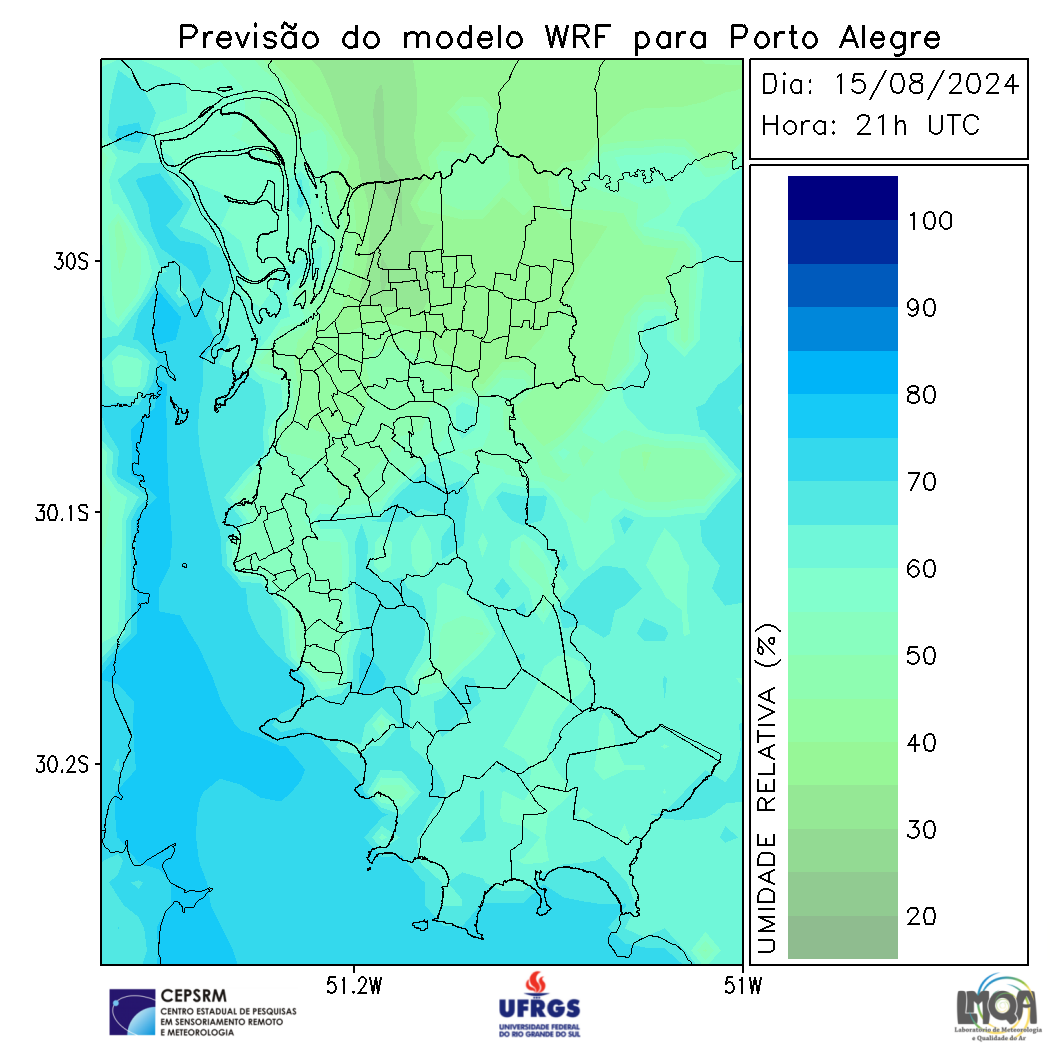 Previsão do modelo WRF para Porto Alegre
Dia: 15/08/2024
Hora: 21h UTC
30S
30.1S
30.2S
51.2W
51W
100
90
80
70
60
50
40
30
20
UMIDADE RELATIVA (%)
CEPSRM
CENTRO ESTADUAL DE PESQUISAS
EM SENSORIAMENTO REMOTO
E METEOROLOGIA
UFRGS
UNIVERSIDADE FEDERAL
DO RIO GRANDE DO SUL
LMQA
Laboratório de Meteorologia
e Qualidade do Ar